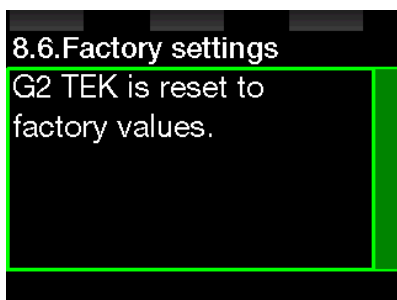 8.6.Factory settings
G2 TEK is reset to
factory values.